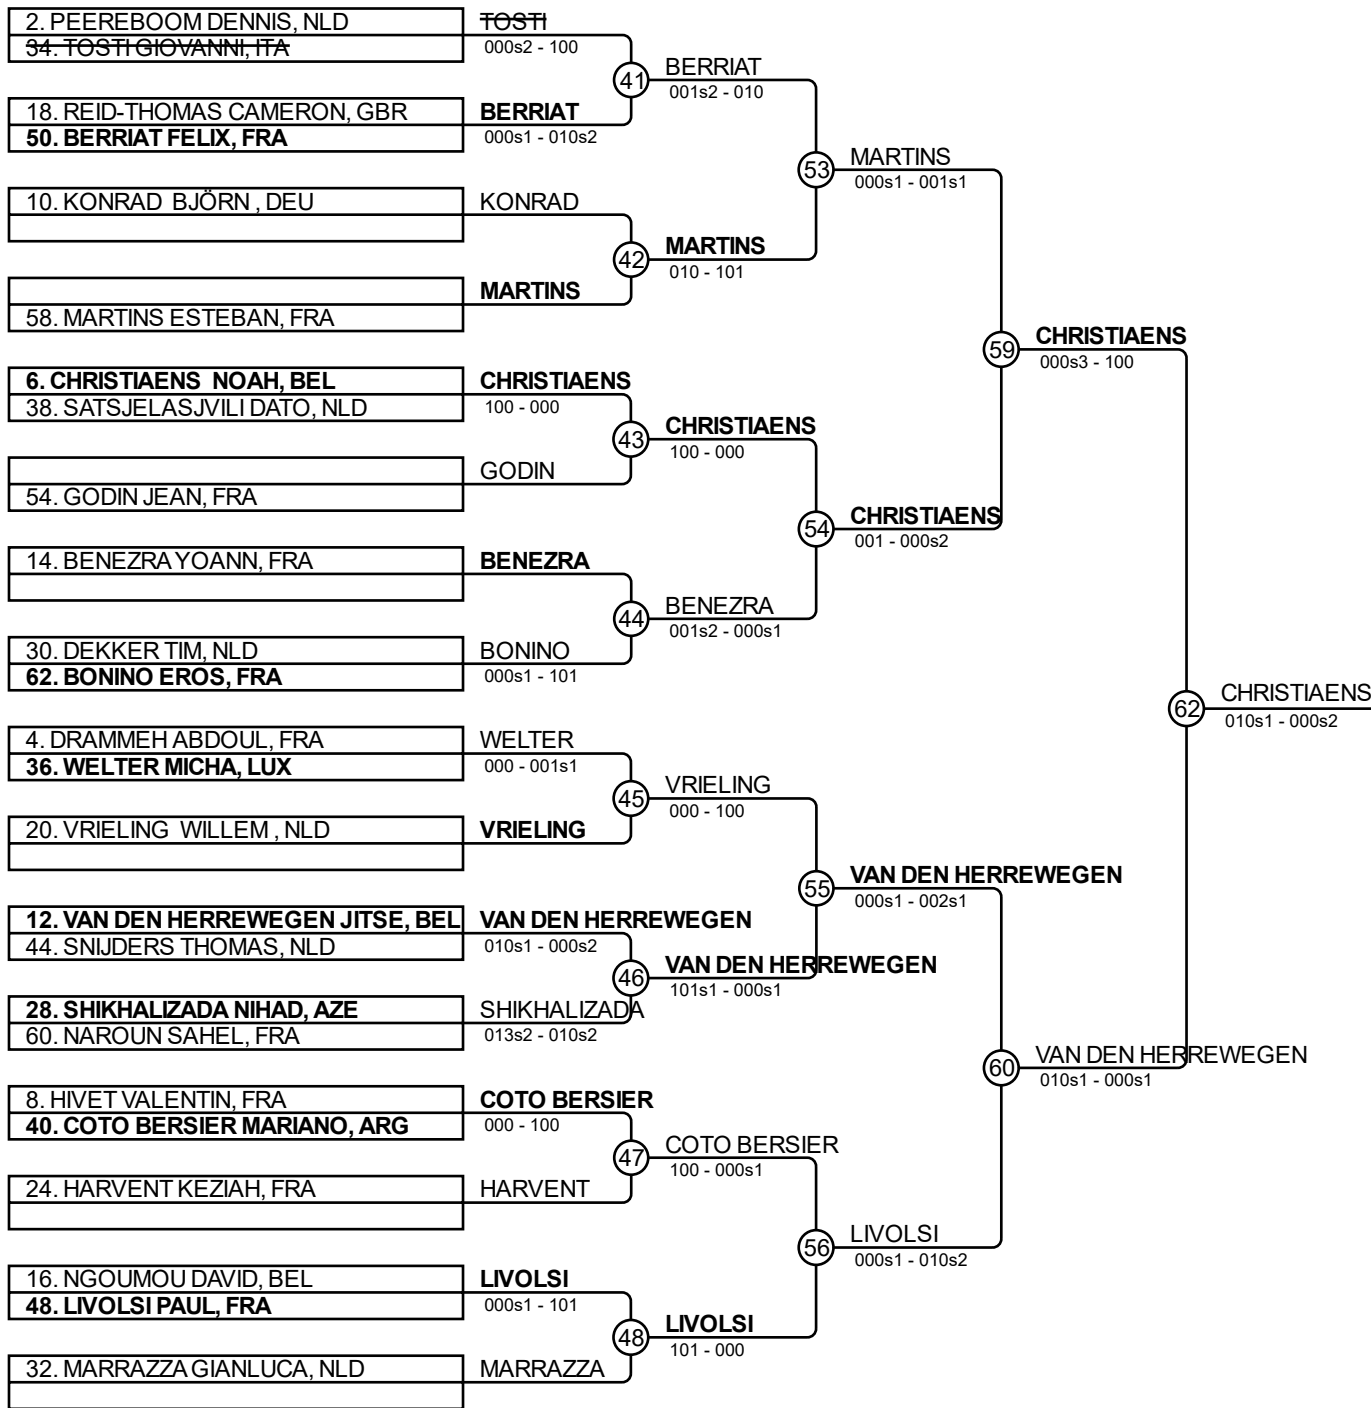 2. PEEREBOOM DENNIS, NLD
34. TOSTI GIOVANNI, ITA
TOSTI
000s2 - 100
41
BERRIAT
001s2 - 010
18. REID-THOMAS CAMERON, GBR
50. BERRIAT FELIX, FRA
BERRIAT
000s1 - 010s2
53
MARTINS
000s1 - 001s1
10. KONRAD BJÖRN , DEU
KONRAD
42
MARTINS
010 - 101
MARTINS
58. MARTINS ESTEBAN, FRA
59
CHRISTIAENS
000s3 - 100
6. CHRISTIAENS NOAH, BEL
38. SATSJELASJVILI DATO, NLD
CHRISTIAENS
100 - 000
43
CHRISTIAENS
100 - 000
GODIN
54. GODIN JEAN, FRA
54
CHRISTIAENS
001 - 000s2
14. BENEZRA YOANN, FRA
BENEZRA
44
BENEZRA
001s2 - 000s1
30. DEKKER TIM, NLD
62. BONINO EROS, FRA
BONINO
000s1 - 101
62
CHRISTIAENS
010s1 - 000s2
4. DRAMMEH ABDOUL, FRA
36. WELTER MICHA, LUX
WELTER
000 - 001s1
45
VRIELING
000 - 100
20. VRIELING WILLEM , NLD
VRIELING
55
VAN DEN HERREWEGEN
000s1 - 002s1
12. VAN DEN HERREWEGEN JITSE, BEL
44. SNIJDERS THOMAS, NLD
VAN DEN HERREWEGEN
010s1 - 000s2
46
VAN DEN HERREWEGEN
101s1 - 000s1
28. SHIKHALIZADA NIHAD, AZE
60. NAROUN SAHEL, FRA
SHIKHALIZADA
013s2 - 010s2
60
VAN DEN HERREWEGEN
010s1 - 000s1
8. HIVET VALENTIN, FRA
40. COTO BERSIER MARIANO, ARG
COTO BERSIER
000 - 100
47
COTO BERSIER
100 - 000s1
24. HARVENT KEZIAH, FRA
HARVENT
56
LIVOLSI
000s1 - 010s2
16. NGOUMOU DAVID, BEL
48. LIVOLSI PAUL, FRA
LIVOLSI
000s1 - 101
48
LIVOLSI
101 - 000
32. MARRAZZA GIANLUCA, NLD
MARRAZZA